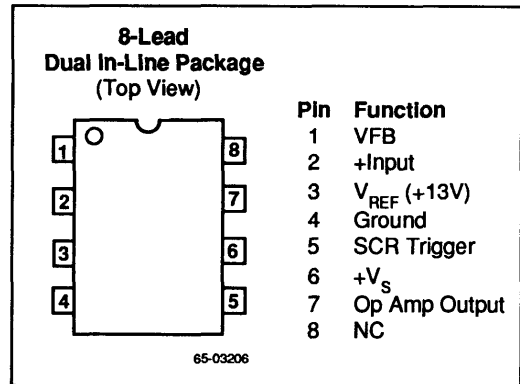 8-Lead
Dual In-Line Package
(Top View)
1 8
2 7
3 6
4 5
65-03206
Pin Function
1 VFB
2 +Input
3 V_REF (+13V)
4 Ground
5 SCR Trigger
6 +V_S
7 Op Amp Output
8 NC